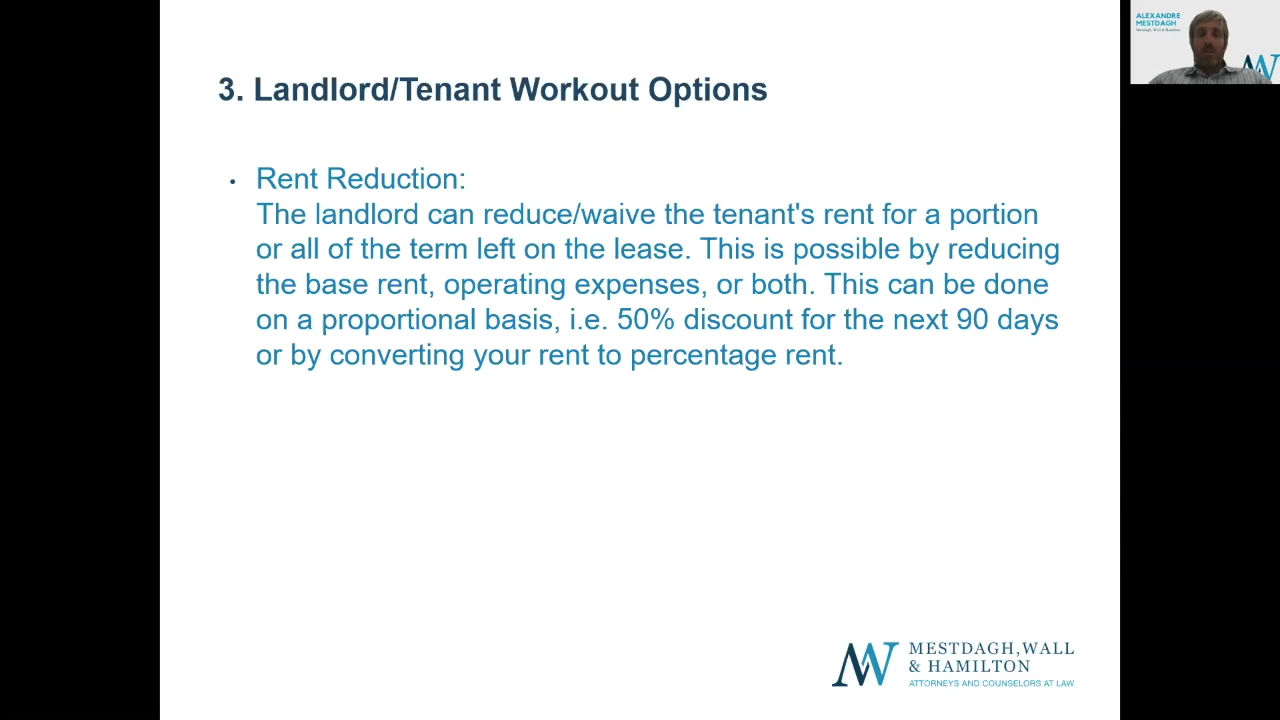 3. Landlord/Tenant Workout Options
• Rent Reduction:
The landlord can reduce/waive the tenant's rent for a portion
or all of the term left on the lease. This is possible by reducing
the base rent, operating expenses, or both. This can be done
on a proportional basis, i.e. 50% discount for the next 90 days
or by converting your rent to percentage rent.
MESTDAGH, WALL
& HAMILTON
ATTORNEYS AND COUNSELORS AT LAW
ALEXANDRE
MESTDAGH
Mestdagh, Wall & Hamilton